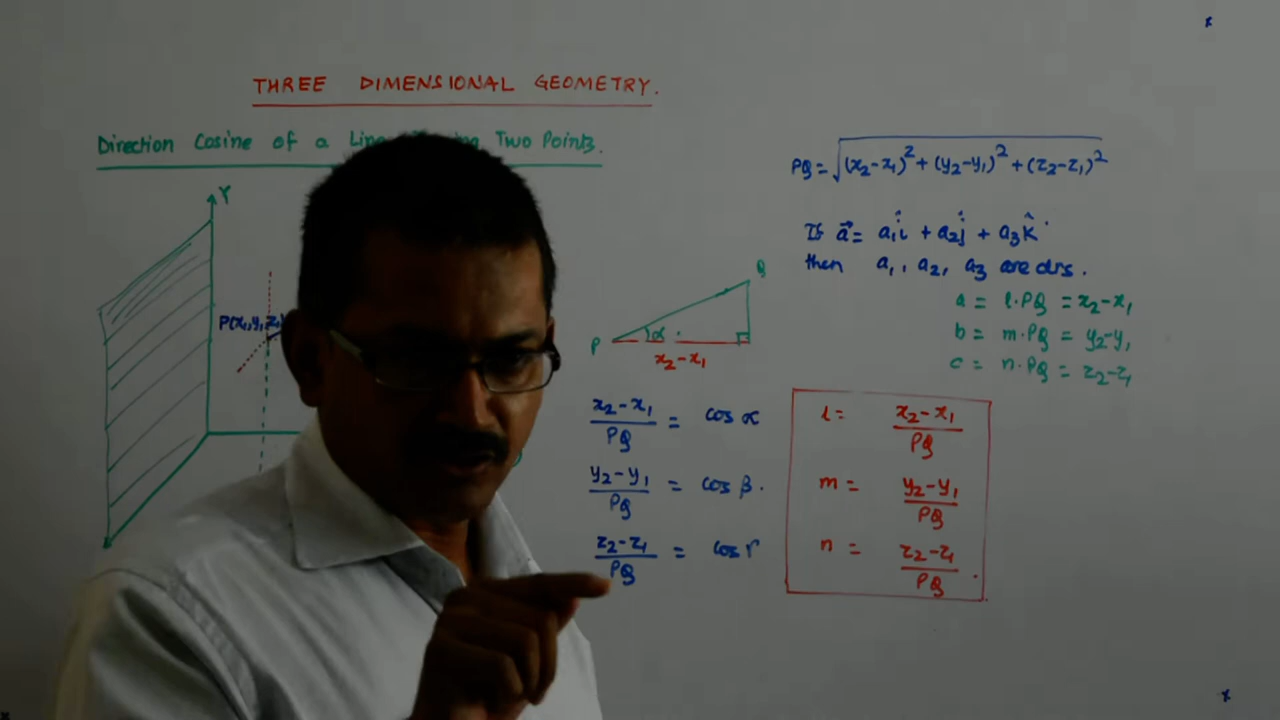 THREE DIMENSIONAL GEOMETRY.
Direction Cosine of a Two Points.
Y
P(x₁,y₁,z₁)
Q
P
α
x₂-x₁
x₂-x₁/PQ = cos α
y₂-y₁/PQ = cos β.
z₂-z₁/PQ = cos r
PQ = √(x₂-x₁)² + (y₂-y₁)² + (z₂-z₁)²
If a⃗ = a₁î + a₂ĵ + a₃k̂
then a₁, a₂, a₃ are drs.
a = l.PQ = x₂-x₁
b = m.PQ = y₂-y₁
c = n.PQ = z₂-z₁
l = x₂-x₁/PQ
m = y₂-y₁/PQ
n = z₂-z₁/PQ.